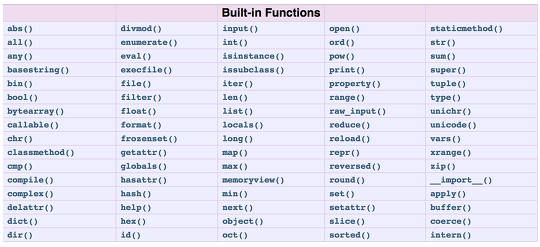 Built-in Functions
abs() divmod() input() open() staticmethod()
all() enumerate() int() ord() str()
any() eval() isinstance() pow() sum()
basestring() execfile() issubclass() print() super()
bin() file() iter() property() tuple()
bool() filter() len() range() type()
bytearray() float() list() raw_input() unichr()
callable() format() locals() reduce() unicode()
chr() frozenset() long() reload() vars()
classmethod() getattr() map() repr() xrange()
cmp() globals() max() reversed() zip()
compile() hasattr() memoryview() round() __import__()
complex() hash() min() set() apply()
delattr() help() next() setattr() buffer()
dict() hex() object() slice() coerce()
dir() id() oct() sorted() intern()